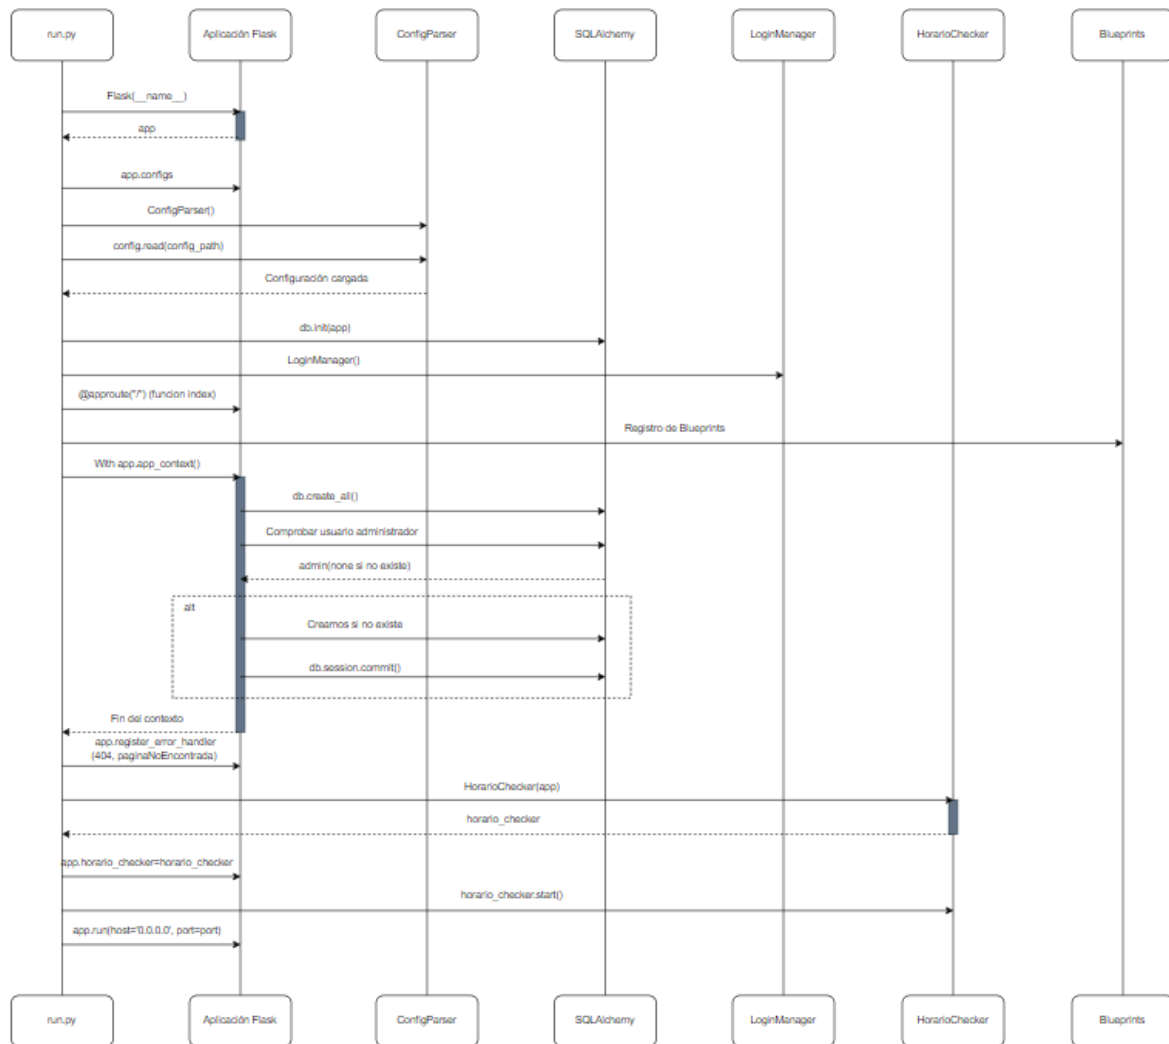 run.py
Aplicación Flask
ConfigParser
SQLAlchemy
LoginManager
HorarioChecker
Blueprints
Flask(__name__)
app
app.configs
ConfigParser()
config.read(config_path)
Configuración cargada
db.init(app)
LoginManager()
@approute("/") (funcion index)
Registro de Blueprints
With app.app_context()
db.create_all()
Comprobar usuario administrador
admin(none si no existe)
alt
Creamos si no existe
db.session.commit()
Fin del contexto
app.register_error_handler
(404, paginaNoEncontrada)
HorarioChecker(app)
horario_checker
app.horario_checker=horario_checker
horario_checker.start()
app.run(host='0.0.0.0', port=port)
run.py
Aplicación Flask
ConfigParser
SQLAlchemy
LoginManager
HorarioChecker
Blueprints